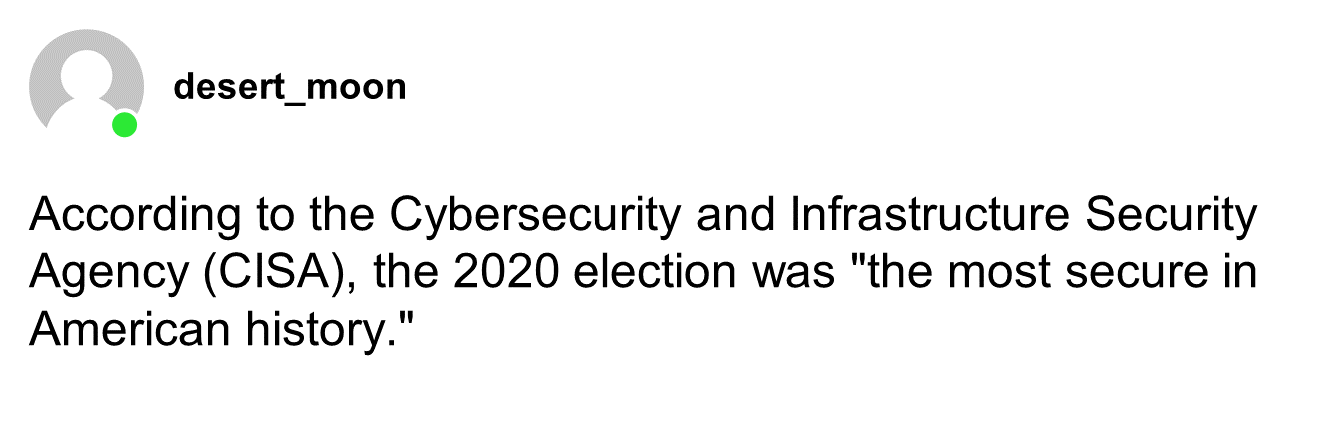 desert_moon
According to the Cybersecurity and Infrastructure Security
Agency (CISA), the 2020 election was "the most secure in
American history."